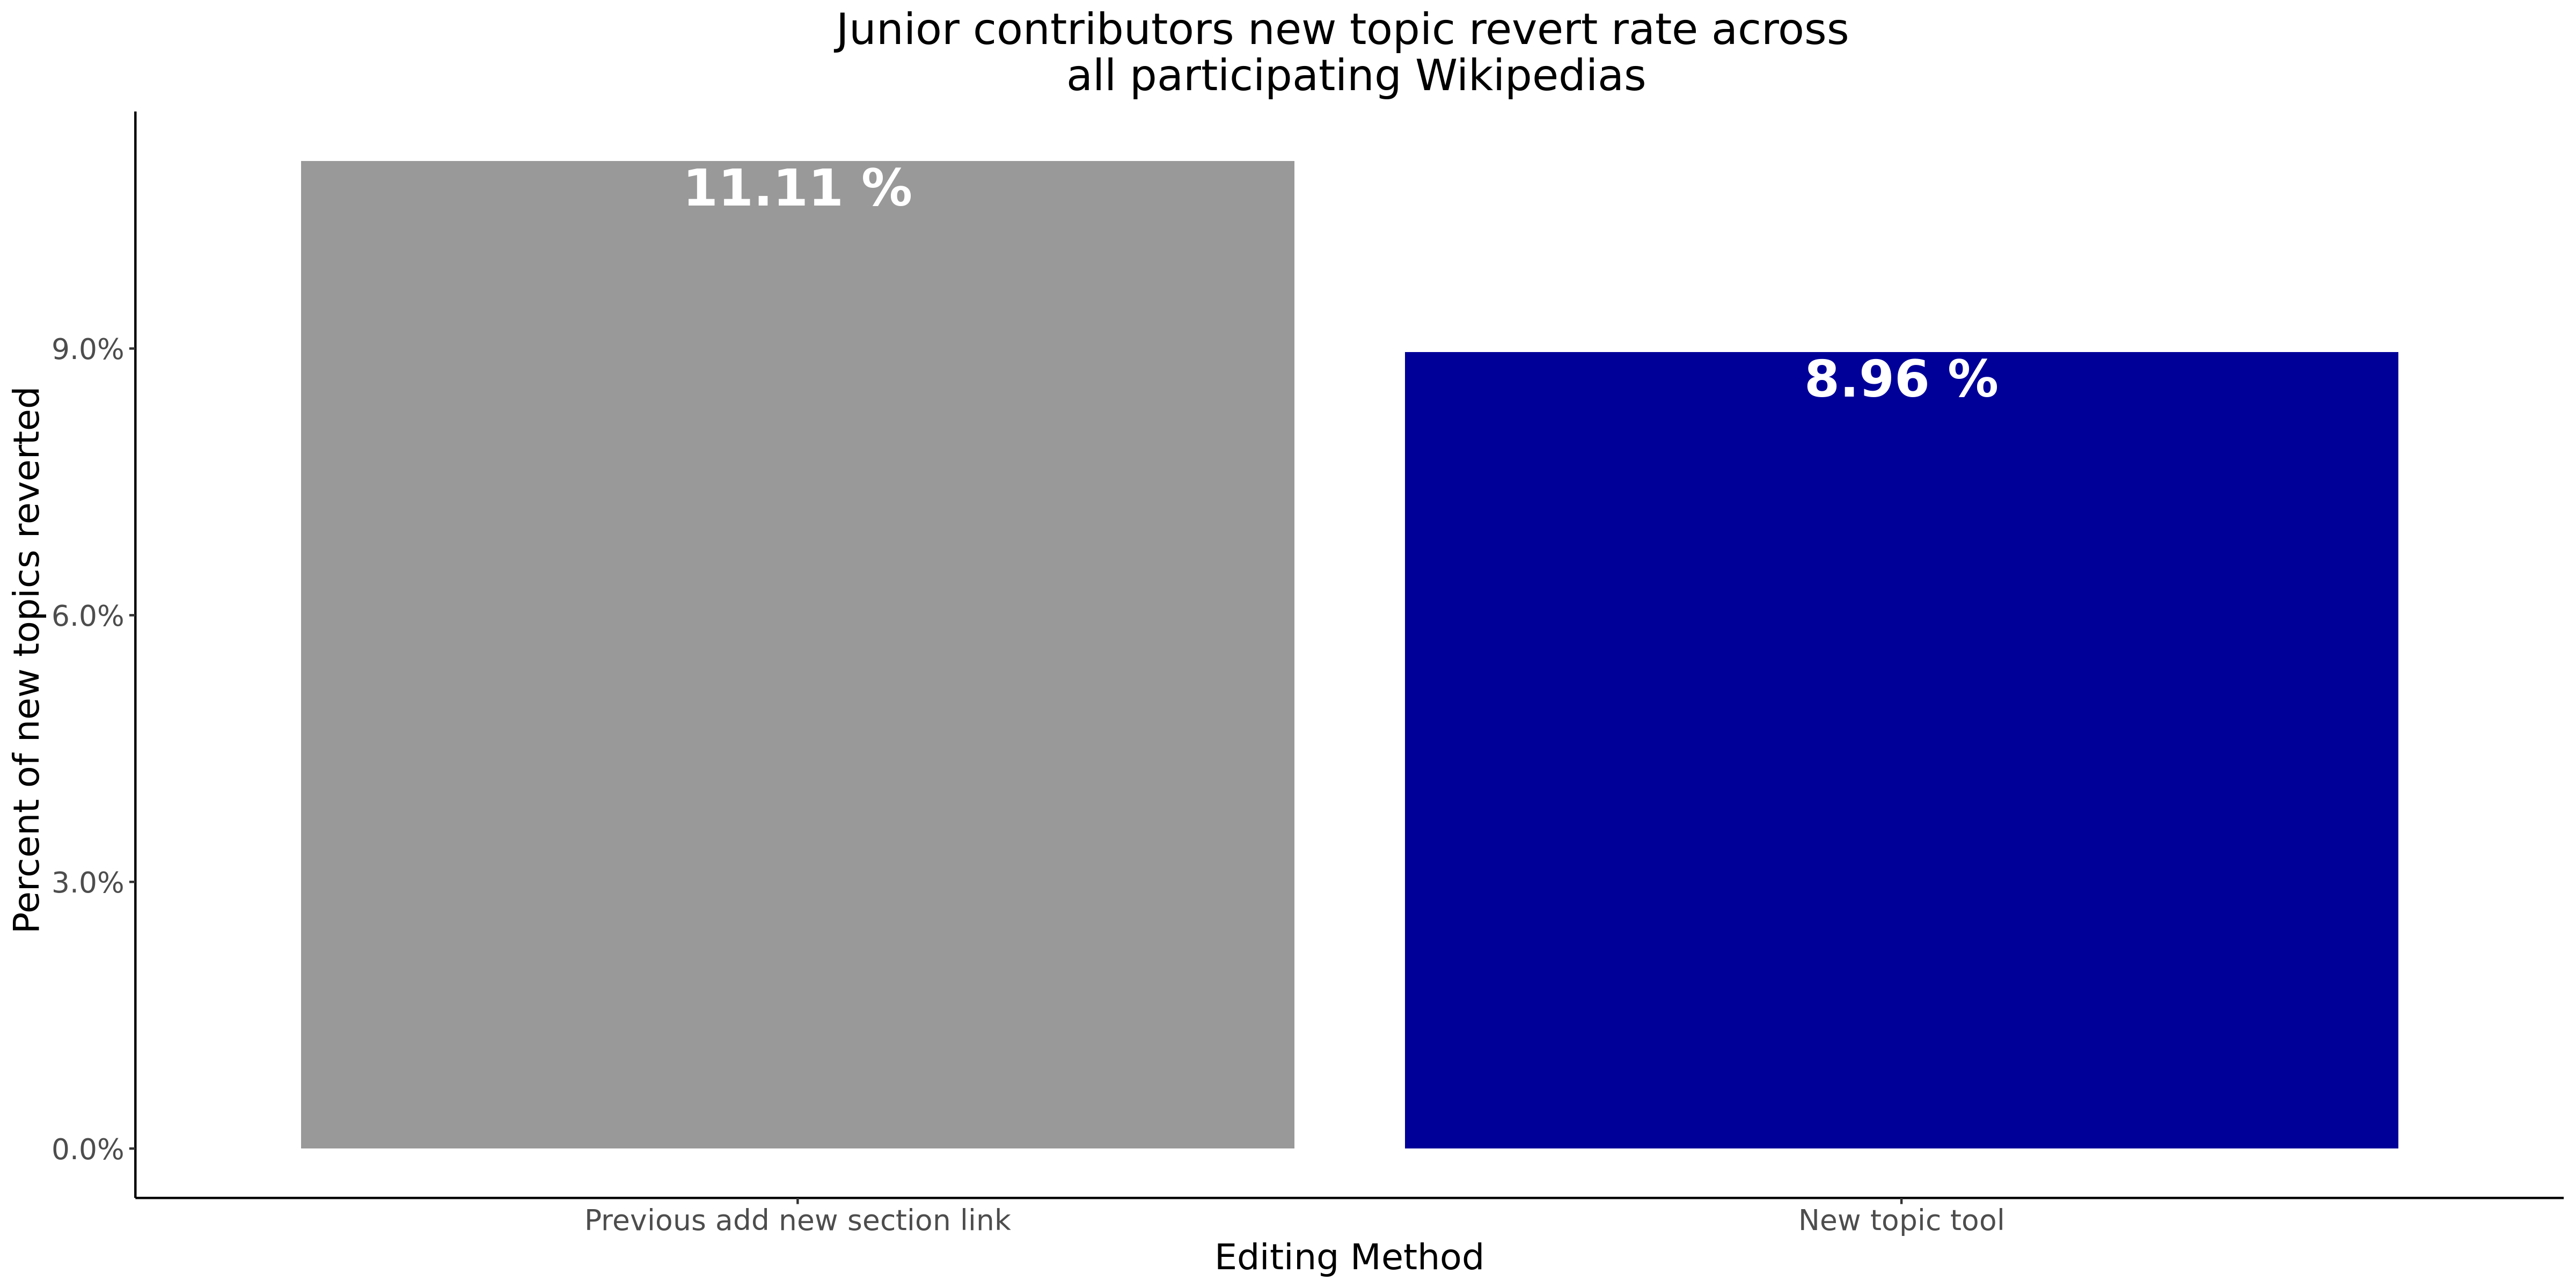 Junior contributors new topic revert rate across
all participating Wikipedias
Percent of new topics reverted
9.0%
6.0%
3.0%
0.0%
11.11 %
8.96 %
Previous add new section link
New topic tool
Editing Method